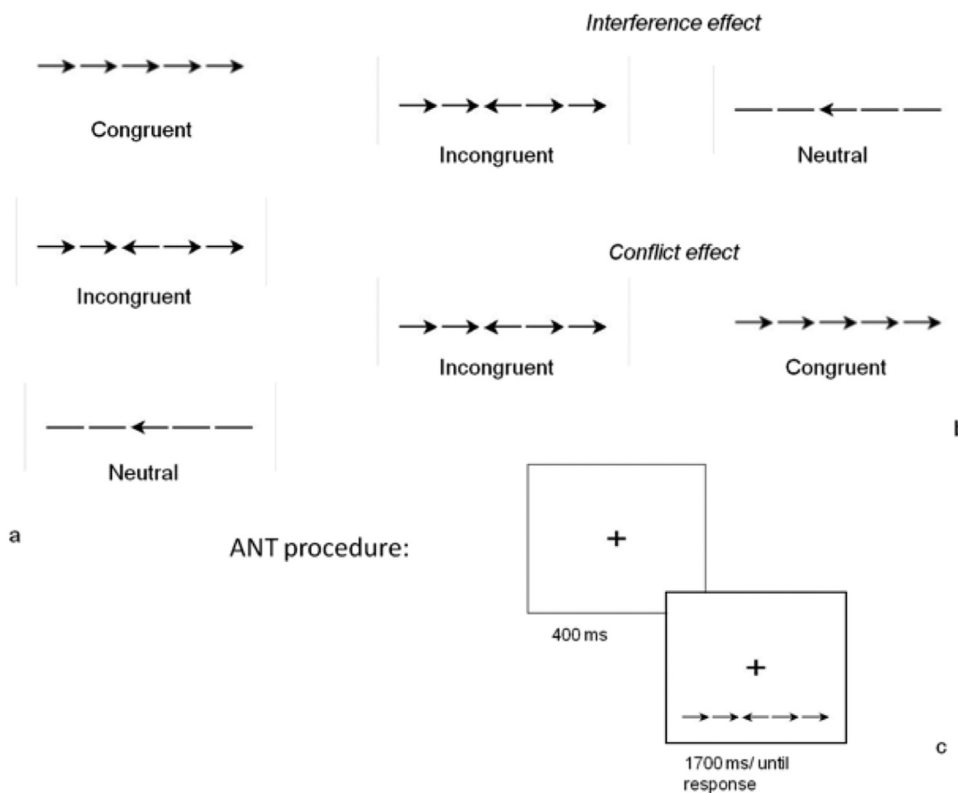 Congruent
Incongruent
Neutral
a
Interference effect
Incongruent
Neutral
Conflict effect
Incongruent
Congruent
b
ANT procedure:
+
400 ms
+
1700 ms/ until
response
c